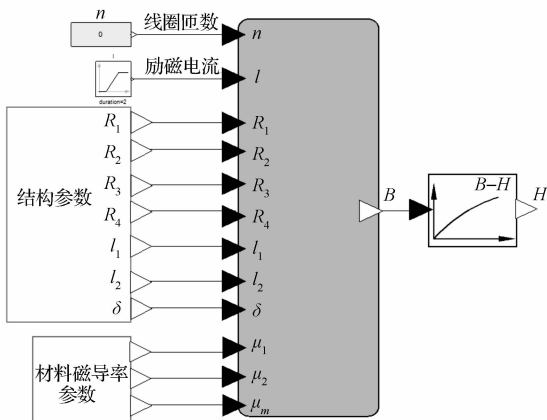 n
线圈匝数
0
n
I
励磁电流
duration=2
l
结构参数
R1
R2
R3
R4
l1
l2
δ
R1
R2
R3
R4
l1
l2
δ
材料磁导率
参数
μ1
μ2
μm
B
B-H
H